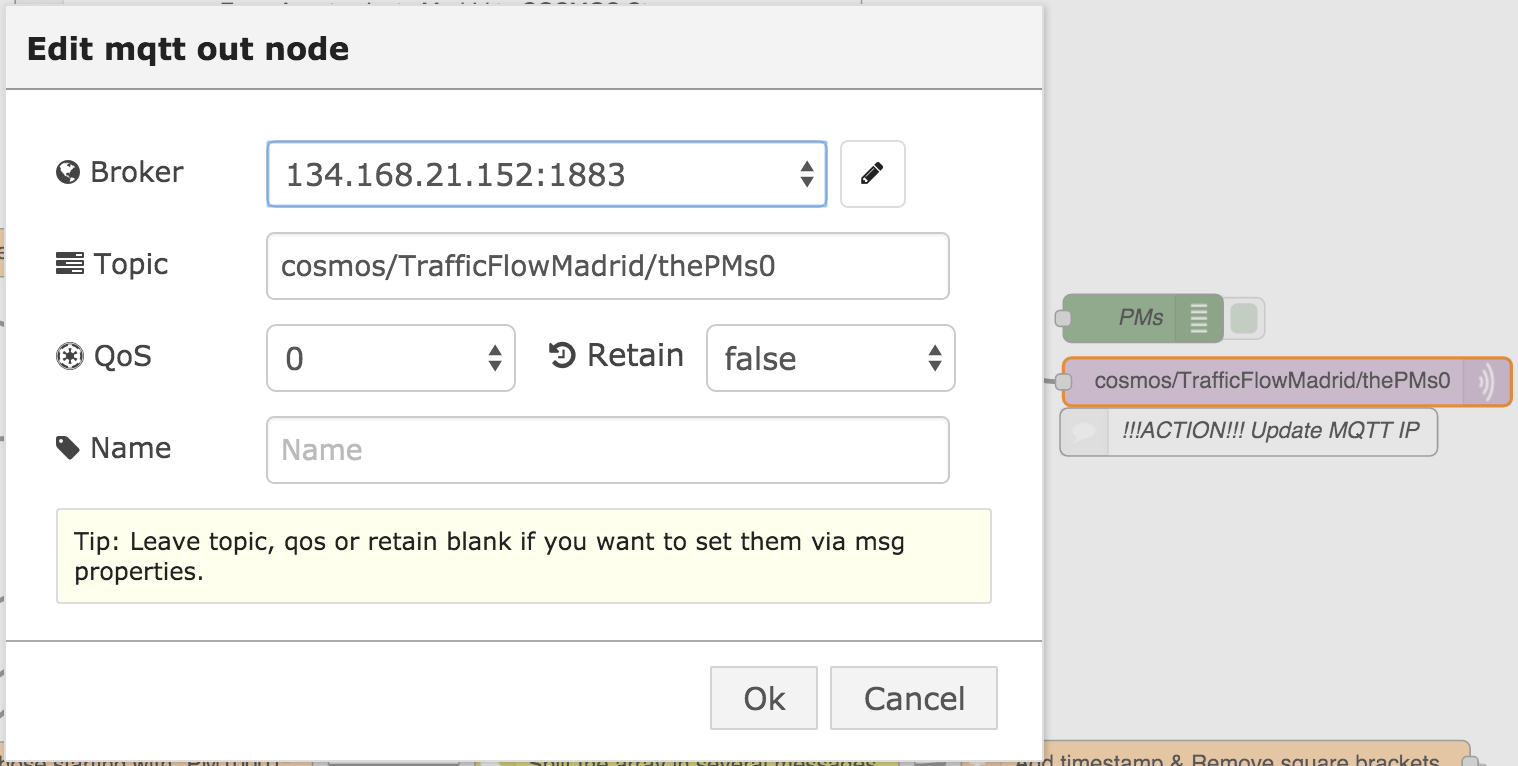 Edit mqtt out node
Broker
134.168.21.152:1883
Topic
cosmos/TrafficFlowMadrid/thePMs0
QoS
0
Retain
false
Name
Name
Tip: Leave topic, qos or retain blank if you want to set them via msg
properties.
Ok
Cancel
PMs
cosmos/TrafficFlowMadrid/thePMs0
!!!ACTION!!! Update MQTT IP
Split the array in several messages
Add timestamp & Remove square brackets